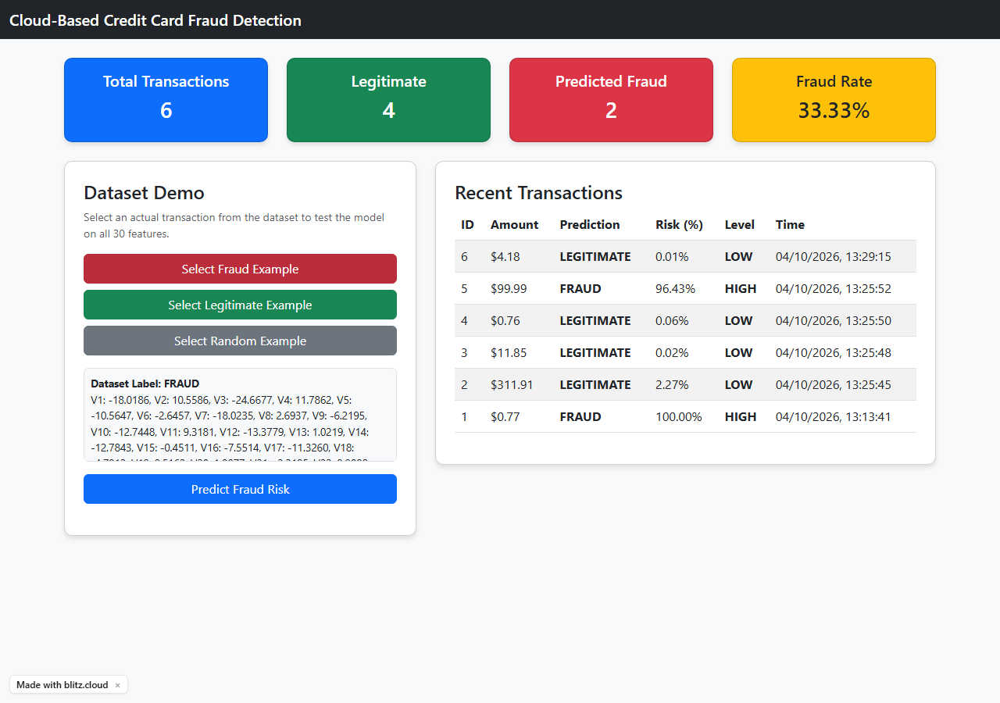 Cloud-Based Credit Card Fraud Detection
Total Transactions
6
Legitimate
4
Predicted Fraud
2
Fraud Rate
33.33%
Dataset Demo
Select an actual transaction from the dataset to test the model
on all 30 features.
Select Fraud Example
Select Legitimate Example
Select Random Example
Dataset Label: FRAUD
V1: -18.0186, V2: 10.5586, V3: -24.6677, V4: 11.7862, V5:
-10.5647, V6: -2.6457, V7: -18.0235, V8: 2.6937, V9: -6.2195,
V10: -12.7448, V11: 9.3181, V12: -13.3779, V13: 1.0219, V14:
-12.7843, V15: -0.4511, V16: -7.5514, V17: -11.3260, V18:
Predict Fraud Risk
Recent Transactions
ID Amount Prediction Risk (%) Level Time
6 $4.18 LEGITIMATE 0.01% LOW 04/10/2026, 13:29:15
5 $99.99 FRAUD 96.43% HIGH 04/10/2026, 13:25:52
4 $0.76 LEGITIMATE 0.06% LOW 04/10/2026, 13:25:50
3 $11.85 LEGITIMATE 0.02% LOW 04/10/2026, 13:25:48
2 $311.91 LEGITIMATE 2.27% LOW 04/10/2026, 13:25:45
1 $0.77 FRAUD 100.00% HIGH 04/10/2026, 13:13:41
Made with blitz.cloud ×